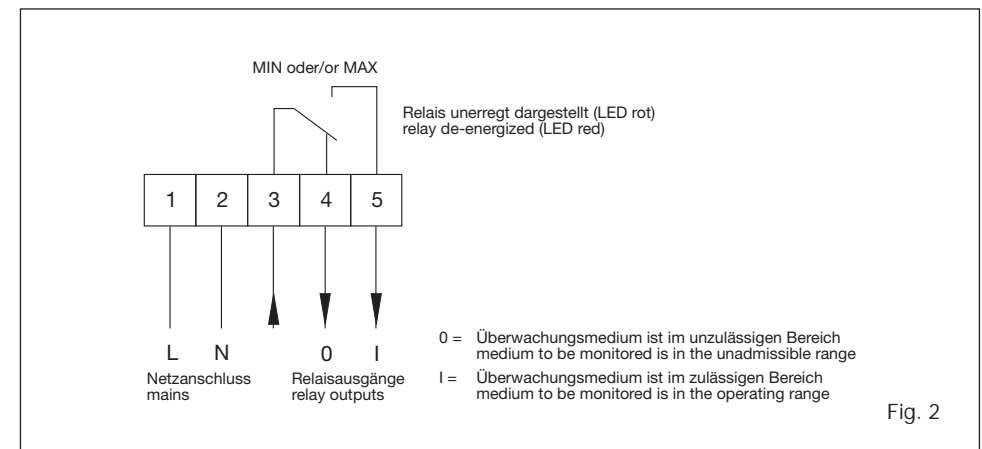 MIN oder/or MAX
Relais unerregt dargestellt (LED rot)
relay de-energized (LED red)
1 2 3 4 5
L N 0 I
Netzanschluss
mains
Relaisausgänge
relay outputs
0 = Überwachungsmedium ist im unzulässigen Bereich
medium to be monitored is in the unadmissible range
I = Überwachungsmedium ist im zulässigen Bereich
medium to be monitored is in the operating range
Fig. 2